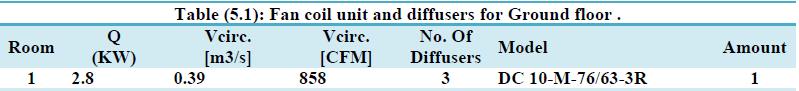 Table (5.1): Fan coil unit and diffusers for Ground floor .
Room Q (KW) Vcirc. [m3/s] Vcirc. [CFM] No. Of Diffusers Model Amount
1 2.8 0.39 858 3 DC 10-M-76/63-3R 1